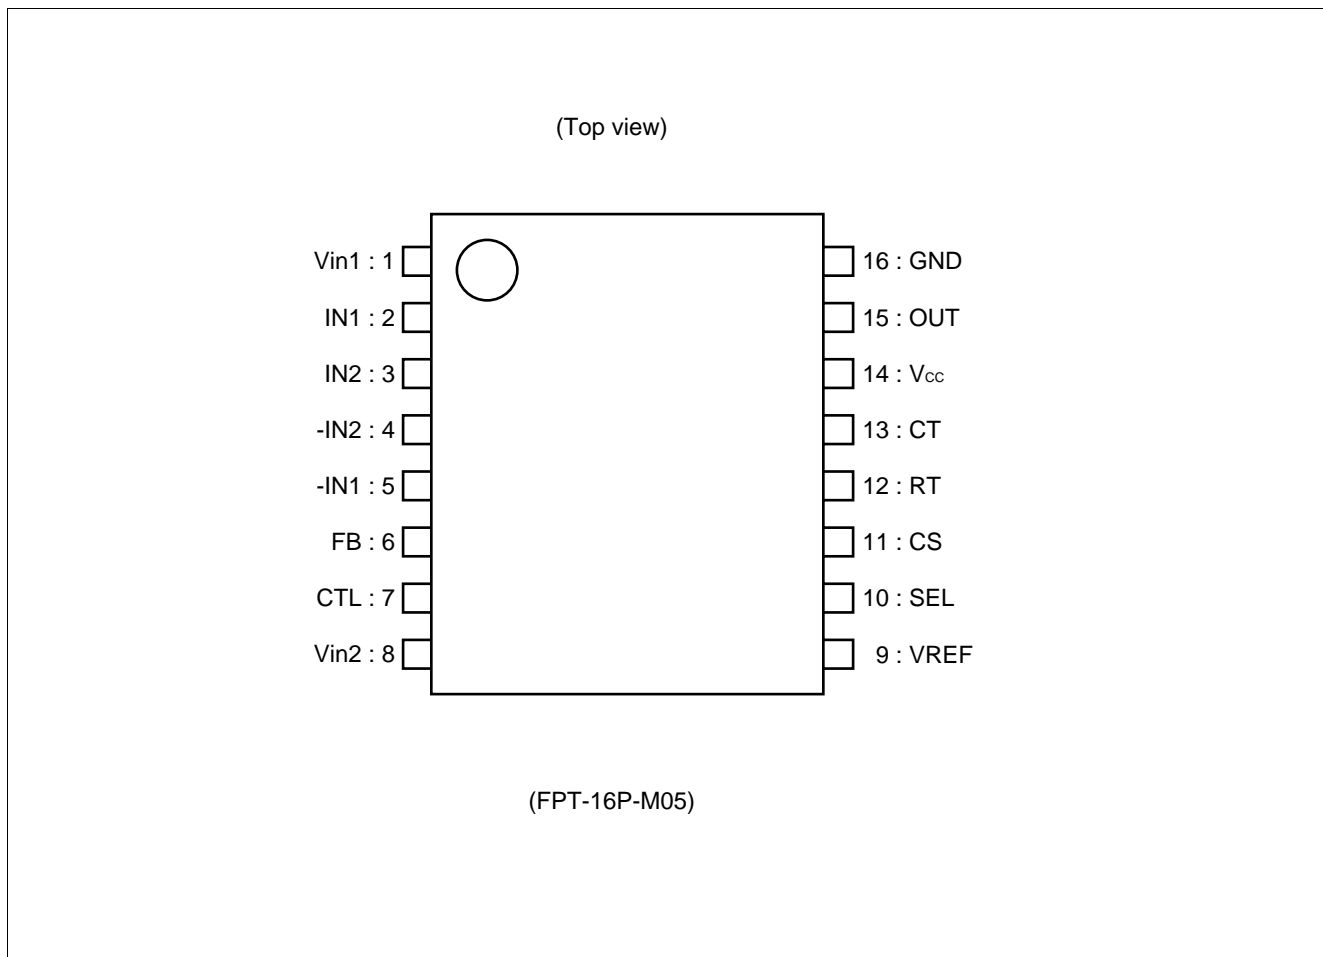 (Top view)
Vin1 : 1
16 : GND
IN1 : 2
15 : OUT
IN2 : 3
14 : VCC
-IN2 : 4
13 : CT
-IN1 : 5
12 : RT
FB : 6
11 : CS
CTL : 7
10 : SEL
Vin2 : 8
9 : VREF
(FPT-16P-M05)